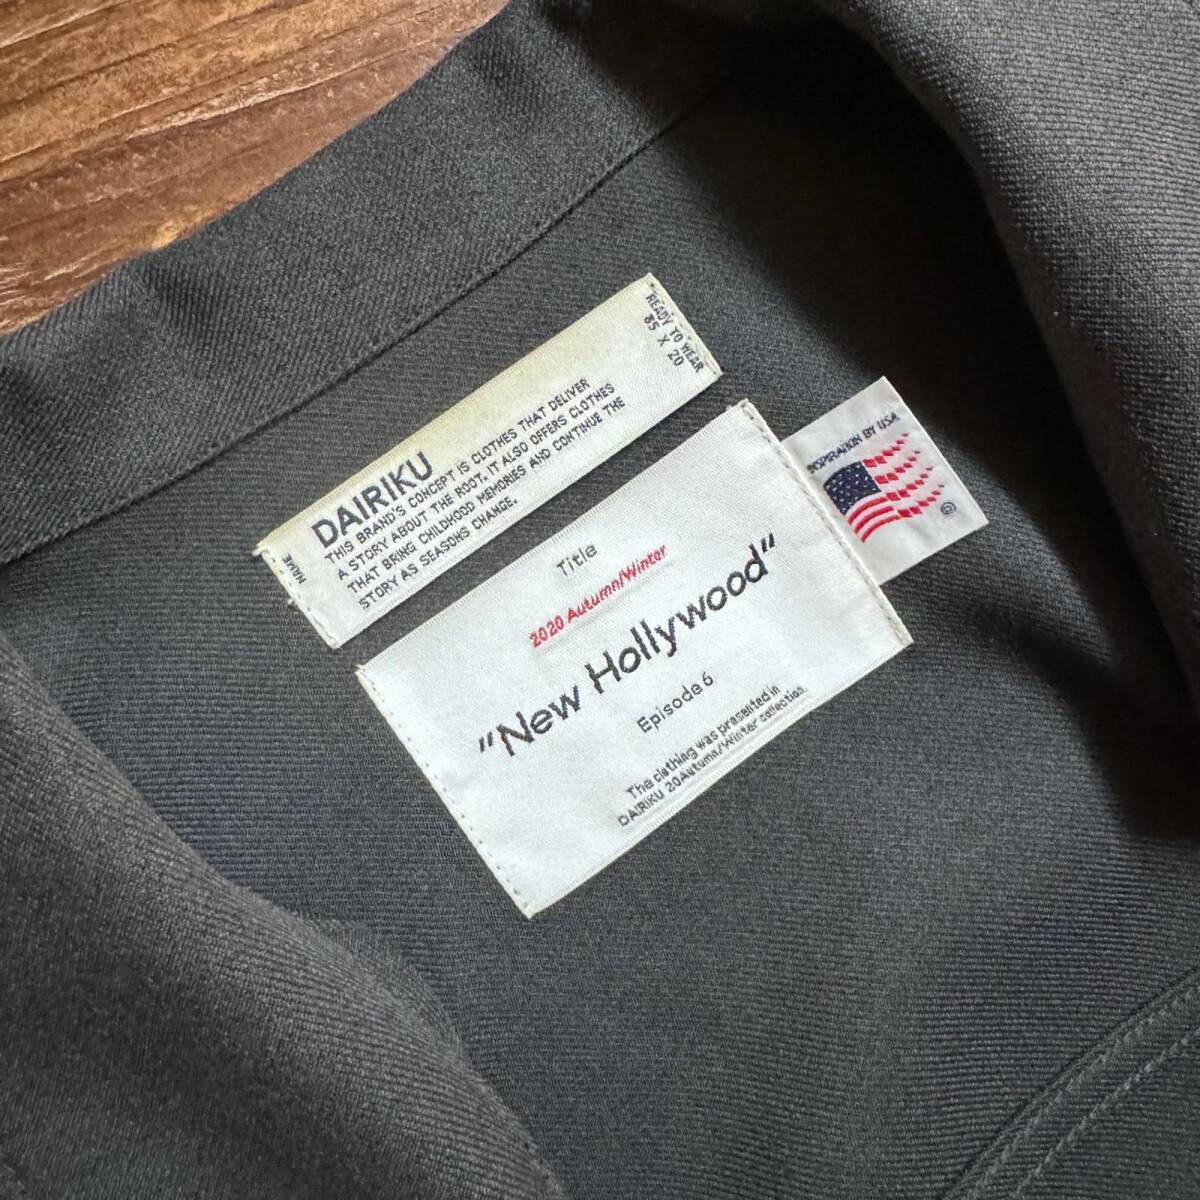 NAME
DAIRIKU
THIS BRAND'S CONCEPT IS CLOTHES THAT DELIVER
A STORY ABOUT THE ROOT. IT ALSO OFFERS CLOTHES
THAT BRING CHILDHOOD MEMORIES AND CONTINUE THE
STORY AS SEASONS CHANGE.
READY TO WEAR
85 X 20
INSPIRATION BY USA
®
Title
2020 Autumn/Winter
"New Hollywood"
Episode 6
The clothing was presented in
DAIRIKU 20Autumn/Winter collection.